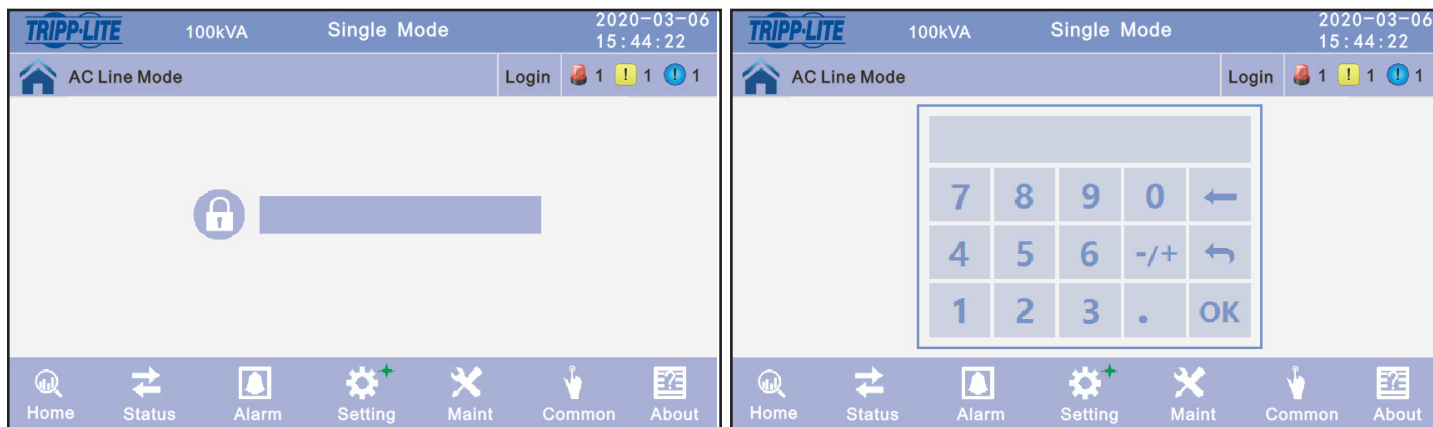 TRIPP·LITE 100kVA Single Mode 2020-03-06
15:44:22
AC Line Mode Login 1 ! 1 ! 1
Home Status Alarm Setting Maint Common About
TRIPP·LITE 100kVA Single Mode 2020-03-06
15:44:22
AC Line Mode Login 1 ! 1 ! 1
7 8 9 0 ←
4 5 6 -/+ ↰
1 2 3 . OK
Home Status Alarm Setting Maint Common About